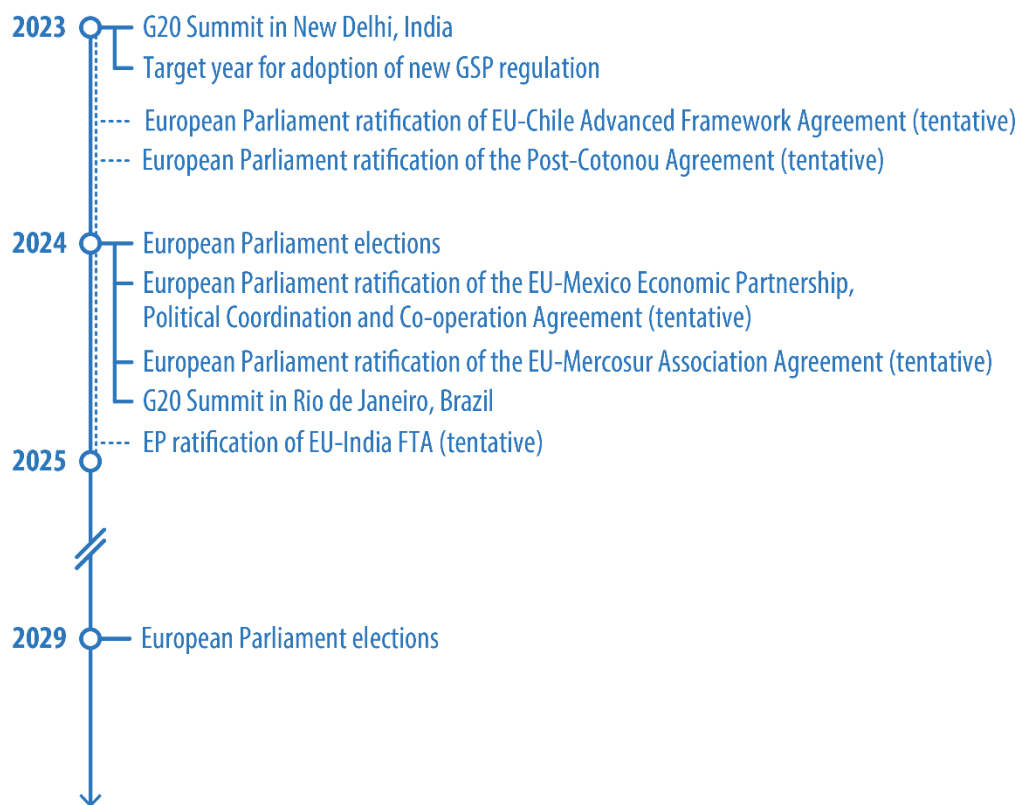 2023 G20 Summit in New Delhi, India
Target year for adoption of new GSP regulation
European Parliament ratification of EU-Chile Advanced Framework Agreement (tentative)
European Parliament ratification of the Post-Cotonou Agreement (tentative)
2024 European Parliament elections
European Parliament ratification of the EU-Mexico Economic Partnership,
Political Coordination and Co-operation Agreement (tentative)
European Parliament ratification of the EU-Mercosur Association Agreement (tentative)
G20 Summit in Rio de Janeiro, Brazil
EP ratification of EU-India FTA (tentative)
2025
2029 European Parliament elections